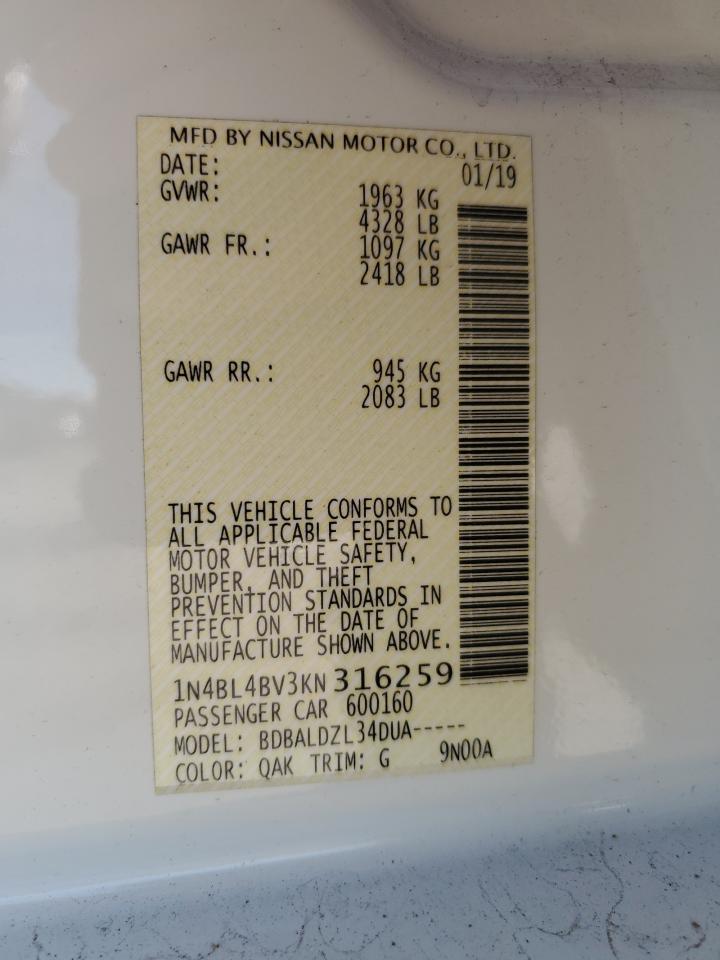 MFD BY NISSAN MOTOR CO., LTD.
DATE: 01/19
GVWR: 1963 KG
4328 LB
GAWR FR.: 1097 KG
2418 LB
GAWR RR.: 945 KG
2083 LB
THIS VEHICLE CONFORMS TO
ALL APPLICABLE FEDERAL
MOTOR VEHICLE SAFETY,
BUMPER, AND THEFT
PREVENTION STANDARDS IN
EFFECT ON THE DATE OF
MANUFACTURE SHOWN ABOVE.
1N4BL4BV3KN316259
PASSENGER CAR 600160
MODEL: BDBALDZL34DUA-----
COLOR: QAK TRIM: G 9N00A